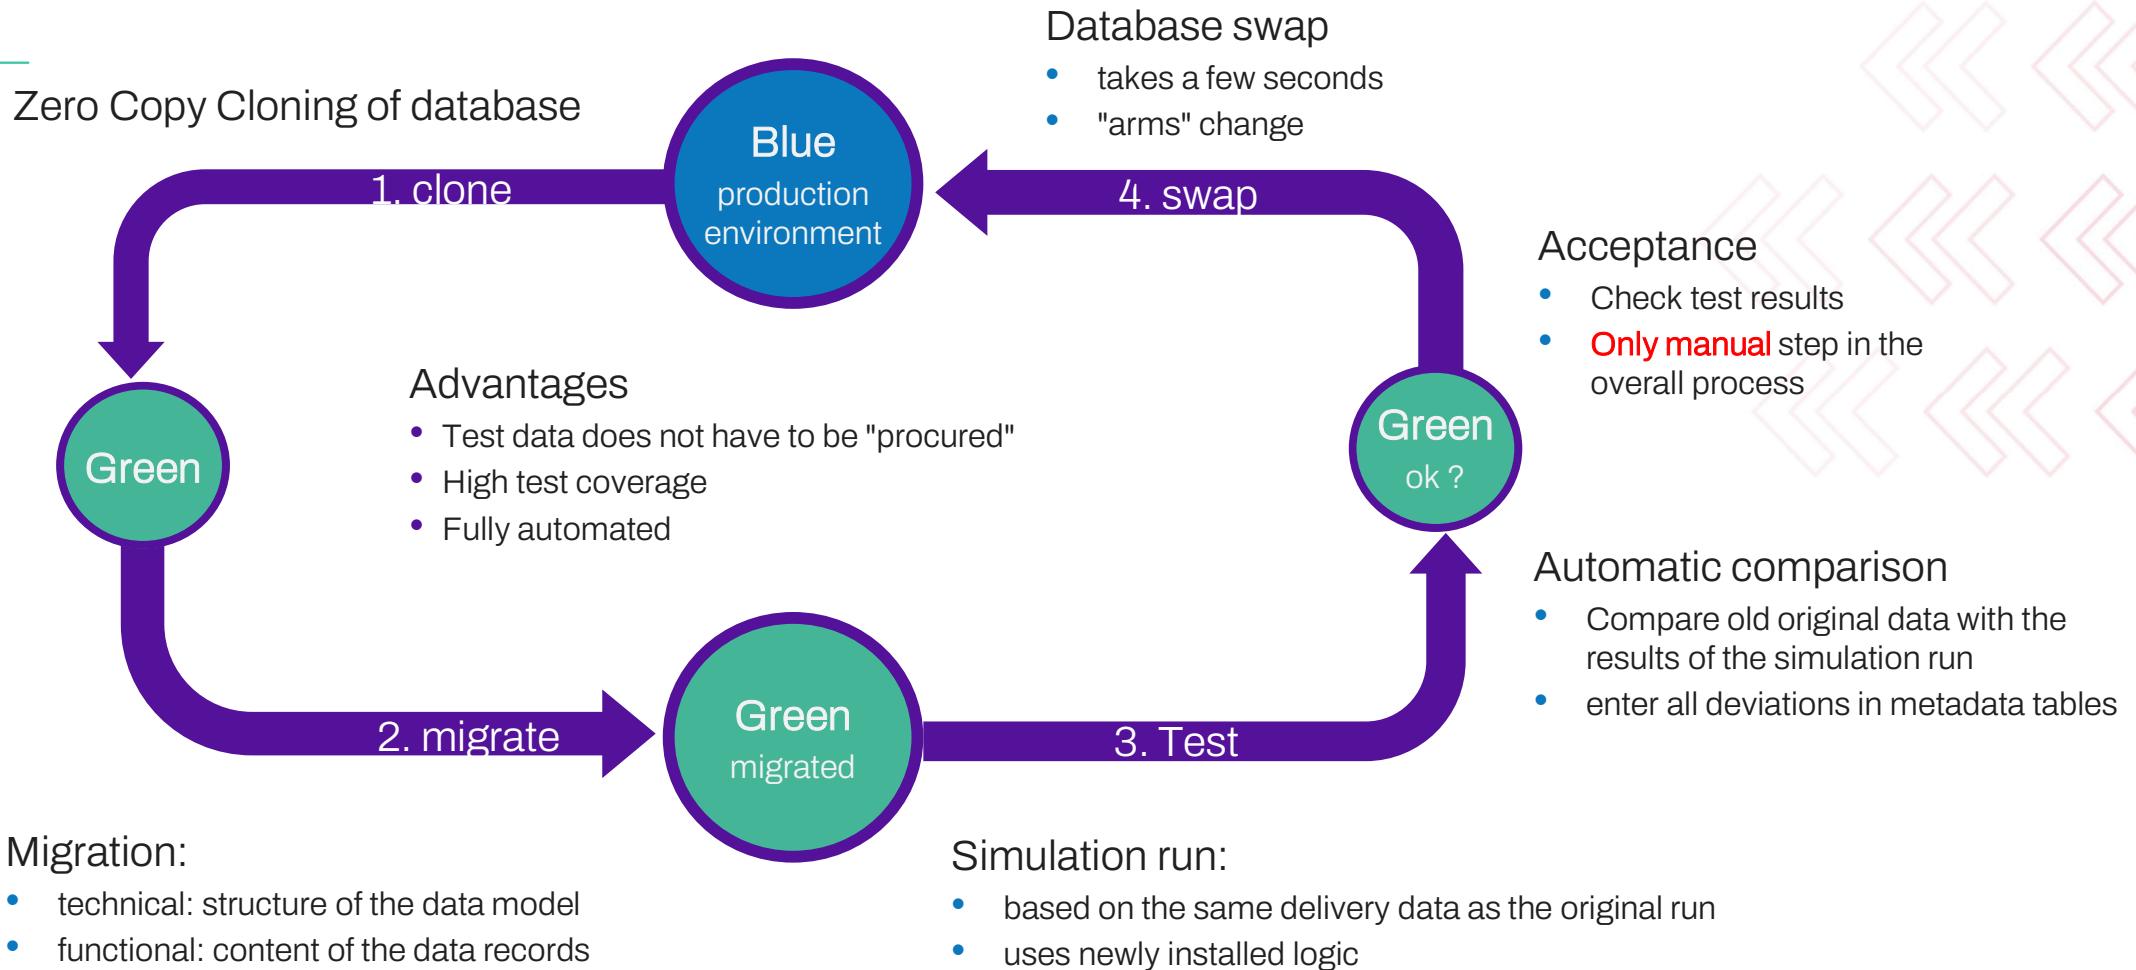 Database swap
• takes a few seconds
• "arms" change
Zero Copy Cloning of database
Blue
production
environment
1. clone
4. swap
Acceptance
• Check test results
• Only manual step in the
overall process
Advantages
• Test data does not have to be "procured"
• High test coverage
• Fully automated
Green
Green
ok ?
Automatic comparison
• Compare old original data with the
results of the simulation run
• enter all deviations in metadata tables
2. migrate
Green
migrated
3. Test
Migration:
• technical: structure of the data model
• functional: content of the data records
Simulation run:
• based on the same delivery data as the original run
• uses newly installed logic